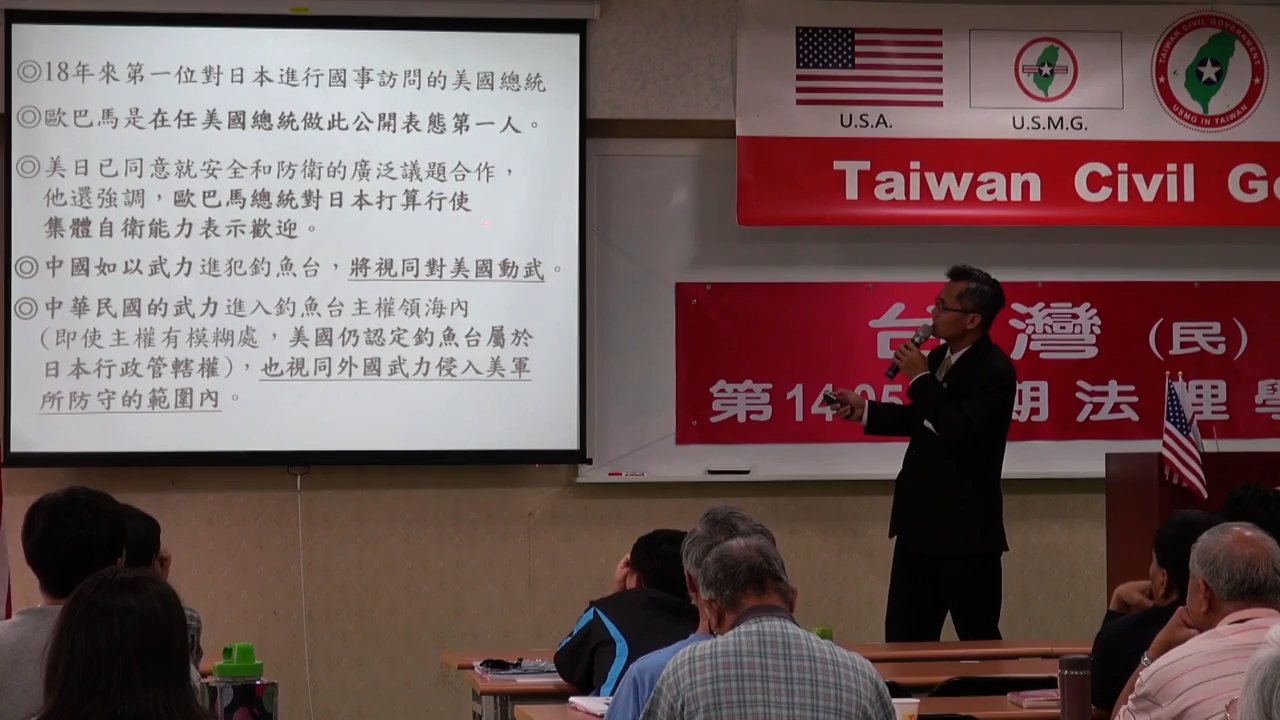 ◎18年來第一位對日本進行國事訪問的美國總統
◎歐巴馬是在任美國總統做此公開表態第一人。
◎美日已同意就安全和防衛的廣泛議題合作，
他還強調，歐巴馬總統對日本打算行使
集體自衛能力表示歡迎。
◎中國如以武力進犯釣魚台，將視同對美國動武。
◎中華民國的武力進入釣魚台主權領海內
(即使主權有模糊處，美國仍認定釣魚台屬於
日本行政管轄權)，也視同外國武力侵入美軍
所防守的範圍內。
U.S.A.
U.S.M.G.
TAIWAN CIVIL GOVERNMENT
USMG IN TAIWAN
Taiwan Civil Go
台灣(民)
第1405期法理學